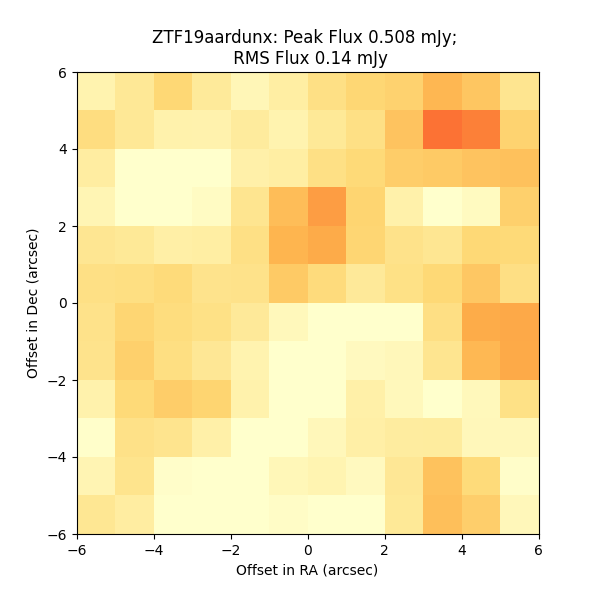 ZTF19aardunx: Peak Flux 0.508 mJy;
RMS Flux 0.14 mJy
6
4
2
0
−2
−4
−6
Offset in Dec (arcsec)
−6 −4 −2 0 2 4 6
Offset in RA (arcsec)